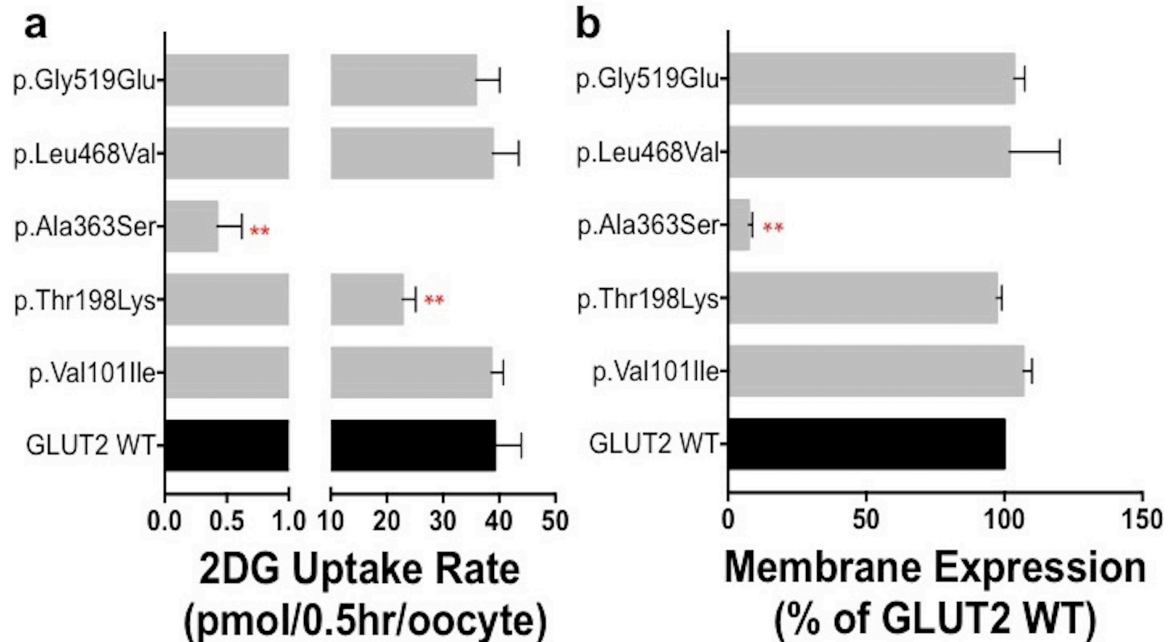 a
p.Gly519Glu
p.Leu468Val
p.Ala363Ser
**
p.Thr198Lys
**
p.Val101Ile
GLUT2 WT
0.0 0.5 1.0 10 20 30 40 50
2DG Uptake Rate
(pmol/0.5hr/oocyte)
b
p.Gly519Glu
p.Leu468Val
p.Ala363Ser
**
p.Thr198Lys
p.Val101Ile
GLUT2 WT
0 50 100 150
Membrane Expression
(% of GLUT2 WT)